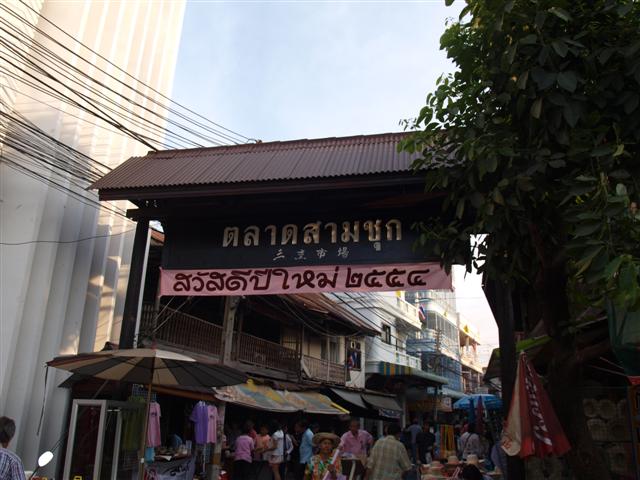 ตลาดสามชุก
三支市場
สวัสดีปีใหม่ ๒๕๕๔